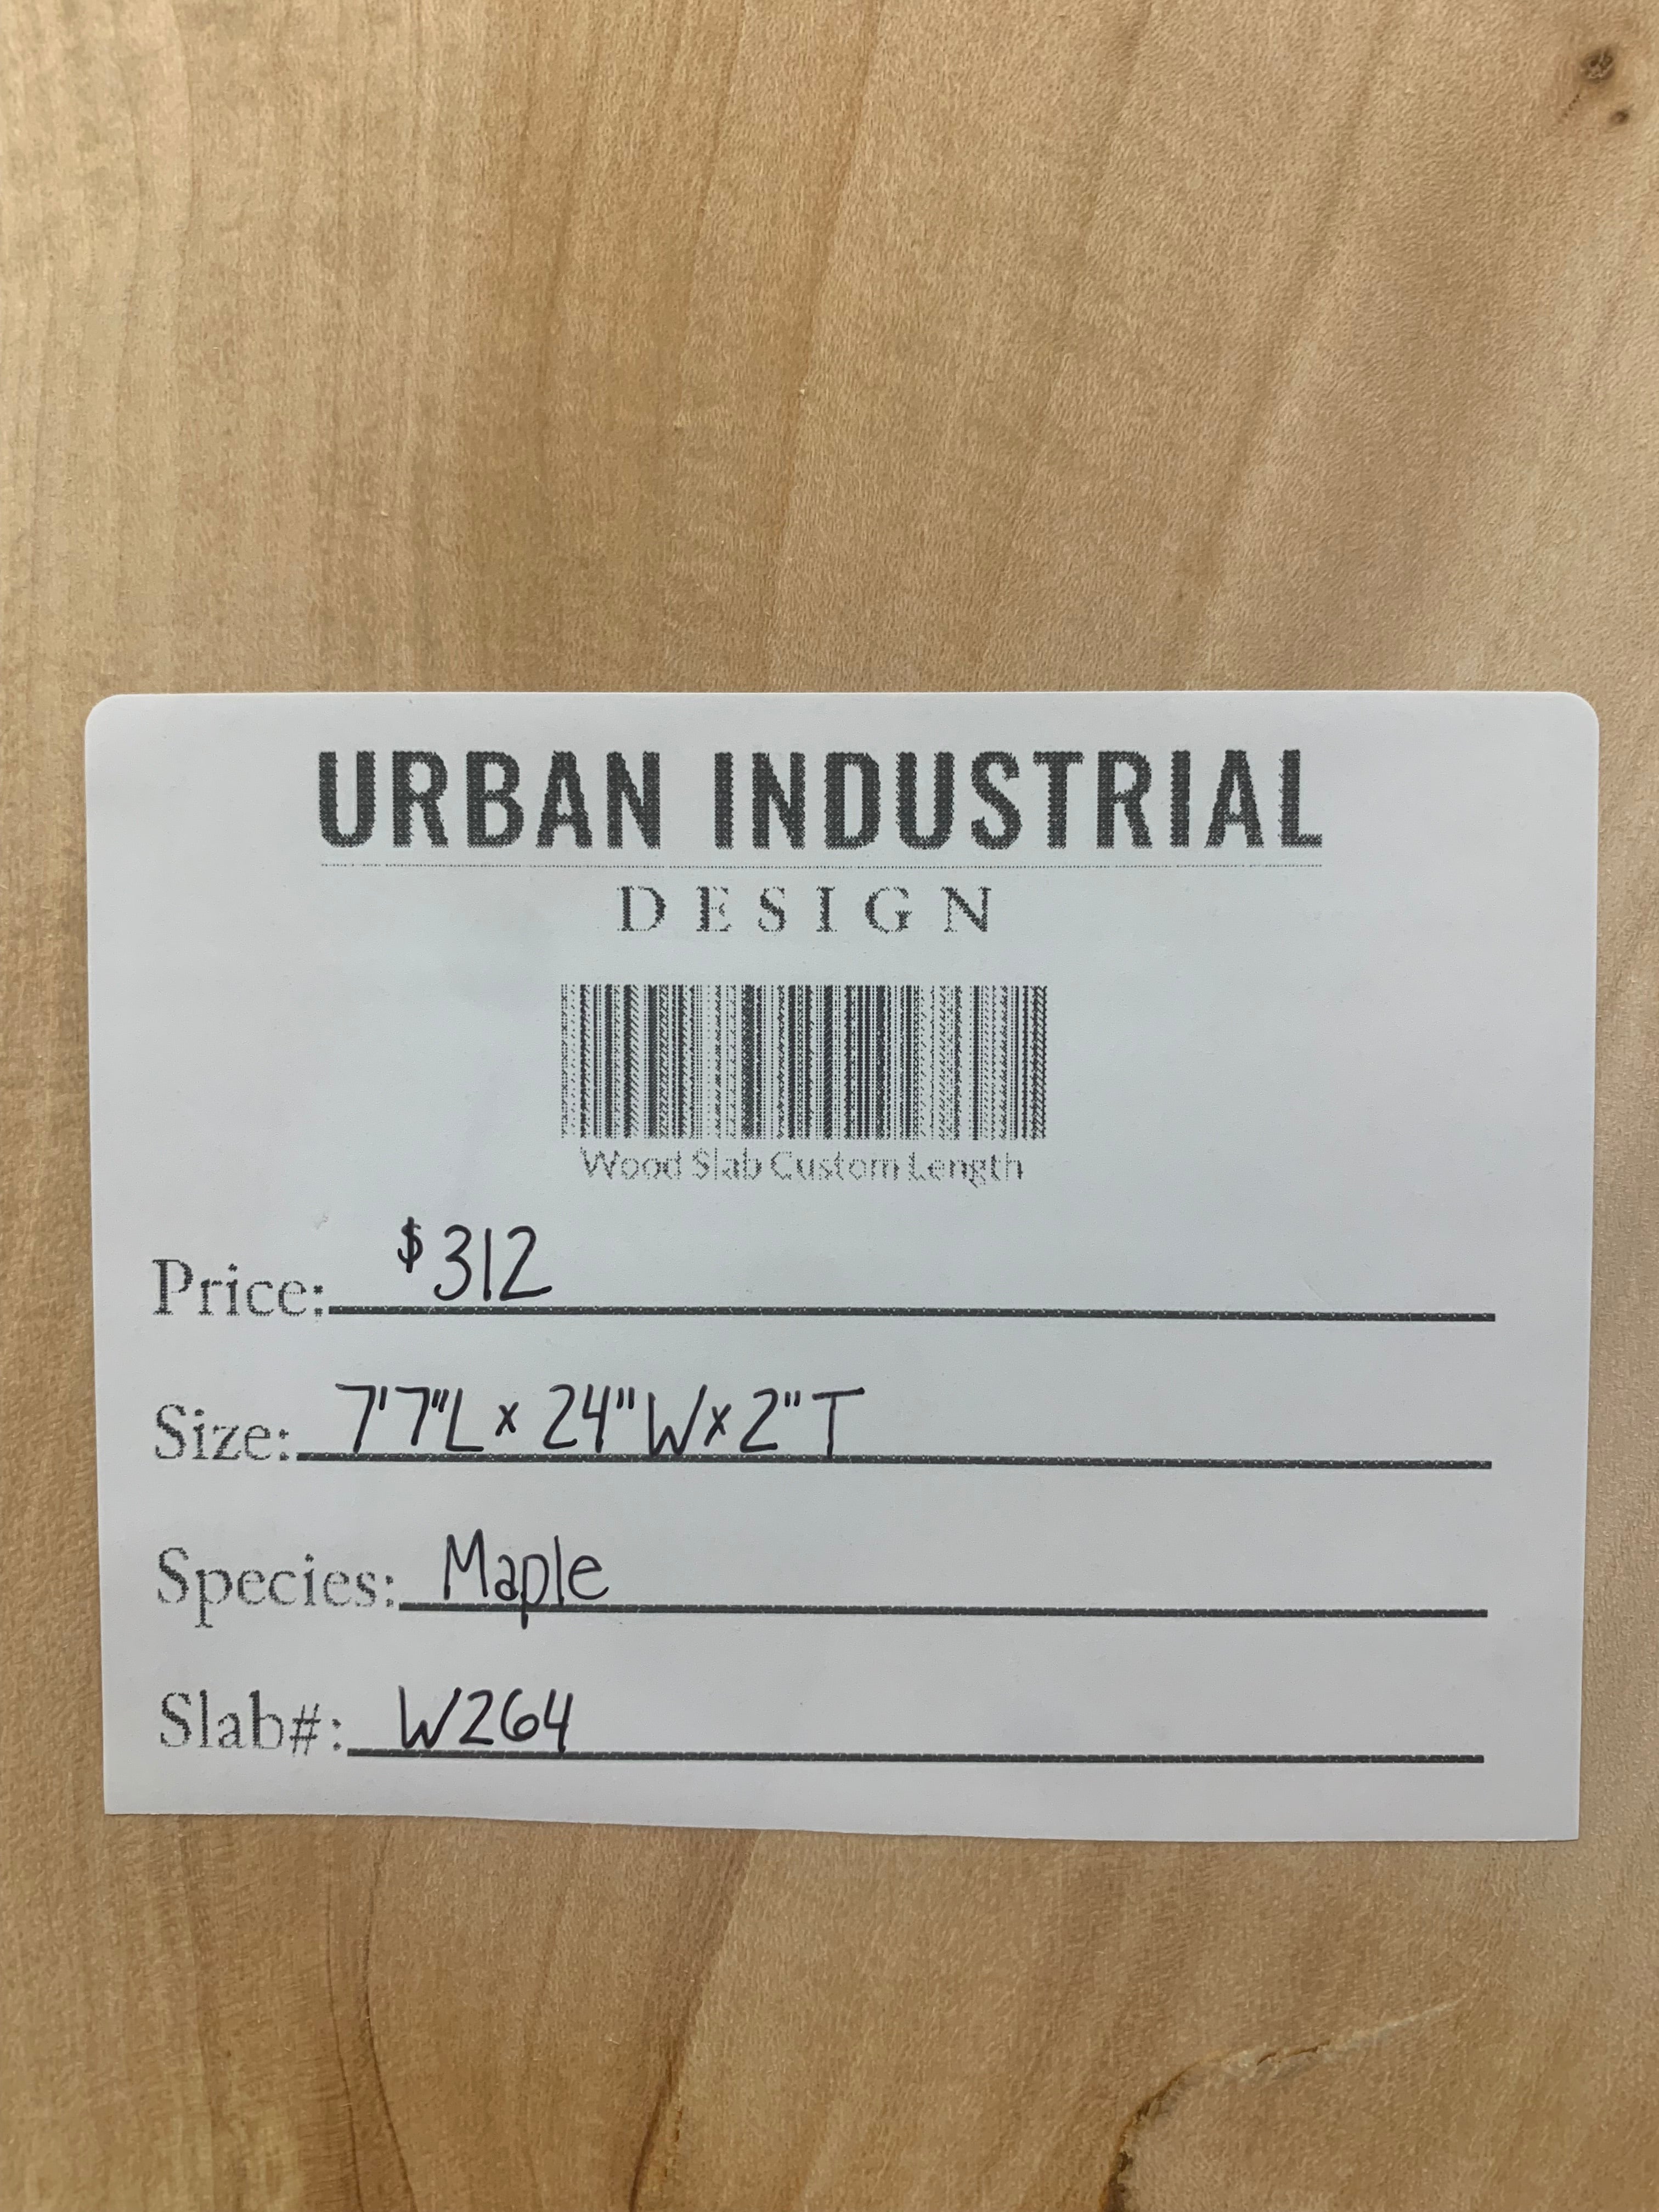 URBAN INDUSTRIAL
DESIGN
Wood Slab Custom Length
Price: $312
Size: 7'7"L x 24"W x 2"T
Species: Maple
Slab#: W264